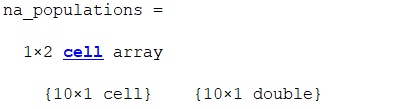 na_populations =
1×2 cell array
{10×1 cell} {10×1 double}